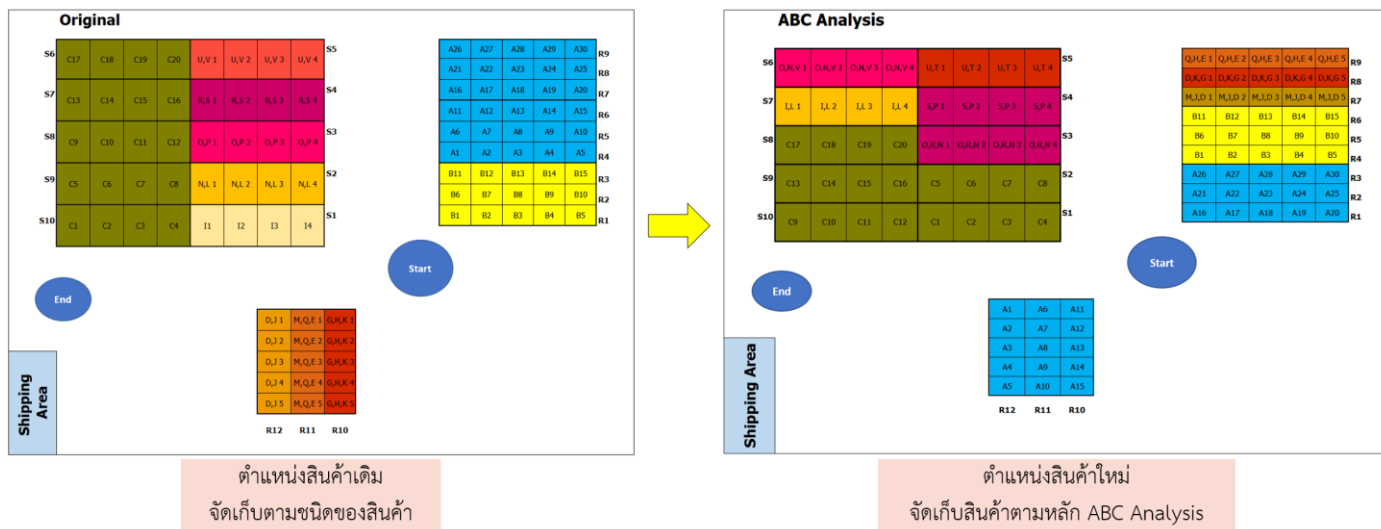 Original
S6 C17 C18 C19 C20 U,V 1 U,V 2 U,V 3 U,V 4 S5
S7 C13 C14 C15 C16 R,S 1 R,S 2 R,S 3 R,S 4 S4
S8 C9 C10 C11 C12 O,P 1 O,P 2 O,P 3 O,P 4 S3
S9 C5 C6 C7 C8 N,L 1 N,L 2 N,L 3 N,L 4 S2
S10 C1 C2 C3 C4 I1 I2 I3 I4 S1
A26 A27 A28 A29 A30 R9
A21 A22 A23 A24 A25 R8
A16 A17 A18 A19 A20 R7
A11 A12 A13 A14 A15 R6
A6 A7 A8 A9 A10 R5
A1 A2 A3 A4 A5 R4
B11 B12 B13 B14 B15 R3
B6 B7 B8 B9 B10 R2
B1 B2 B3 B4 B5 R1
Start
End
D,J 1 M,Q,E 1 G,H,K 1
D,J 2 M,Q,E 2 G,H,K 2
D,J 3 M,Q,E 3 G,H,K 3
D,J 4 M,Q,E 4 G,H,K 4
D,J 5 M,Q,E 5 G,H,K 5
R12 R11 R10
Shipping
Area
ตำแหน่งสินค้าเดิม
จัดเก็บตามชนิดของสินค้า
ABC Analysis
S6 O,N,V 1 O,N,V 2 O,N,V 3 O,N,V 4 U,T 1 U,T 2 U,T 3 U,T 4 S5
S7 I,L 1 I,L 2 I,L 3 I,L 4 S,P 1 S,P 2 S,P 3 S,P 4 S4
S8 C17 C18 C19 C20 O,R,N 1 O,R,N 2 O,R,N 3 O,R,N 4 S3
S9 C13 C14 C15 C16 C5 C6 C7 C8 S2
S10 C9 C10 C11 C12 C1 C2 C3 C4 S1
Q,H,E 1 Q,H,E 2 Q,H,E 3 Q,H,E 4 Q,H,E 5 R9
D,K,G 1 D,K,G 2 D,K,G 3 D,K,G 4 D,K,G 5 R8
M,J,D 1 M,J,D 2 M,J,D 3 M,J,D 4 M,J,D 5 R7
B11 B12 B13 B14 B15 R6
B6 B7 B8 B9 B10 R5
B1 B2 B3 B4 B5 R4
A26 A27 A28 A29 A30 R3
A21 A22 A23 A24 A25 R2
A16 A17 A18 A19 A20 R1
Start
End
A1 A6 A11
A2 A7 A12
A3 A8 A13
A4 A9 A14
A5 A10 A15
R12 R11 R10
Shipping Area
ตำแหน่งสินค้าใหม่
จัดเก็บสินค้าตามหลัก ABC Analysis